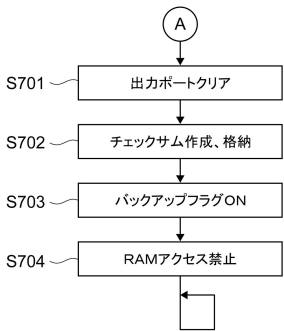 A
S701 出力ポートクリア
S702 チェックサム作成、格納
S703 バックアップフラグON
S704 RAMアクセス禁止